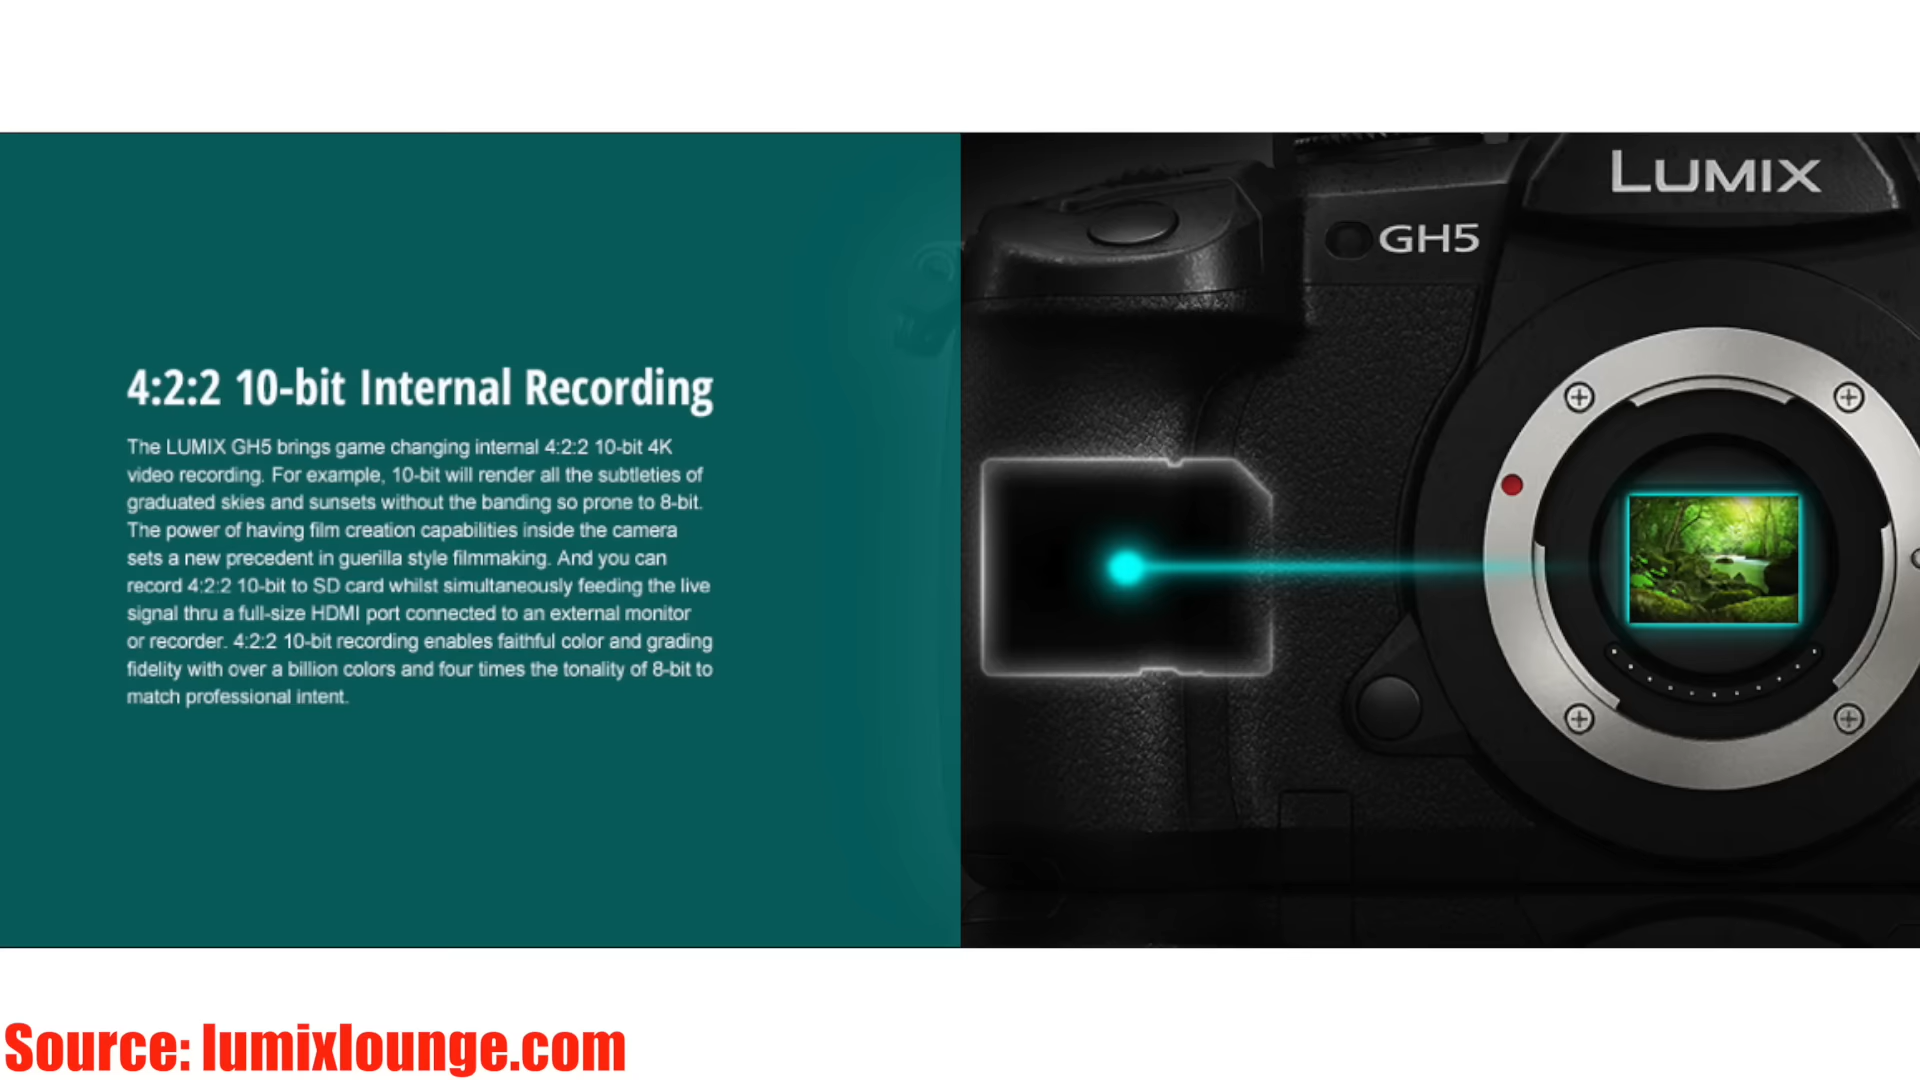 4:2:2 10-bit Internal Recording
The LUMIX GH5 brings game changing internal 4:2:2 10-bit 4K
video recording. For example, 10-bit will render all the subtleties of
graduated skies and sunsets without the banding so prone to 8-bit.
The power of having film creation capabilities inside the camera
sets a new precedent in guerilla style filmmaking. And you can
record 4:2:2 10-bit to SD card whilst simultaneously feeding the live
signal thru a full-size HDMI port connected to an external monitor
or recorder. 4:2:2 10-bit recording enables faithful color and grading
fidelity with over a billion colors and four times the tonality of 8-bit to
match professional intent.
LUMIX
GH5
Source: lumixlounge.com